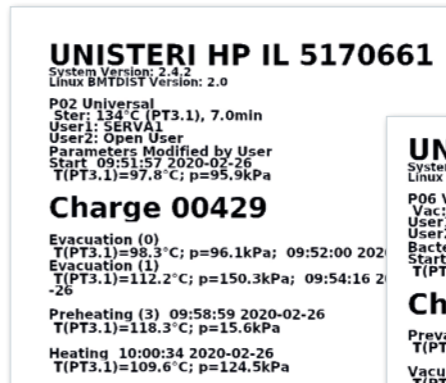 UNISTERI HP IL 5170661
System Version: 2.4.2
Linux BMTDIST Version: 2.0
P02 Universal
Ster: 134°C (PT3.1), 7.0min
User1: SERVA1
User2: Open User
Parameters Modified by User
Start  09:51:57 2020-02-26
T(PT3.1)=97.8°C; p=95.9kPa
Charge 00429
Evacuation (0)
T(PT3.1)=98.3°C; p=96.1kPa;  09:52:00 202
Evacuation (1)
T(PT3.1)=112.2°C; p=150.3kPa;  09:54:16 2
-26
Preheating (3)  09:58:59 2020-02-26
T(PT3.1)=118.3°C; p=15.6kPa
Heating  10:00:34 2020-02-26
T(PT3.1)=109.6°C; p=124.5kPa
UN
Syste
Linux
P06 V
Vac:
User
User
Bacte
Start
T(PT
Ch
Preva
T(PT
Vacu